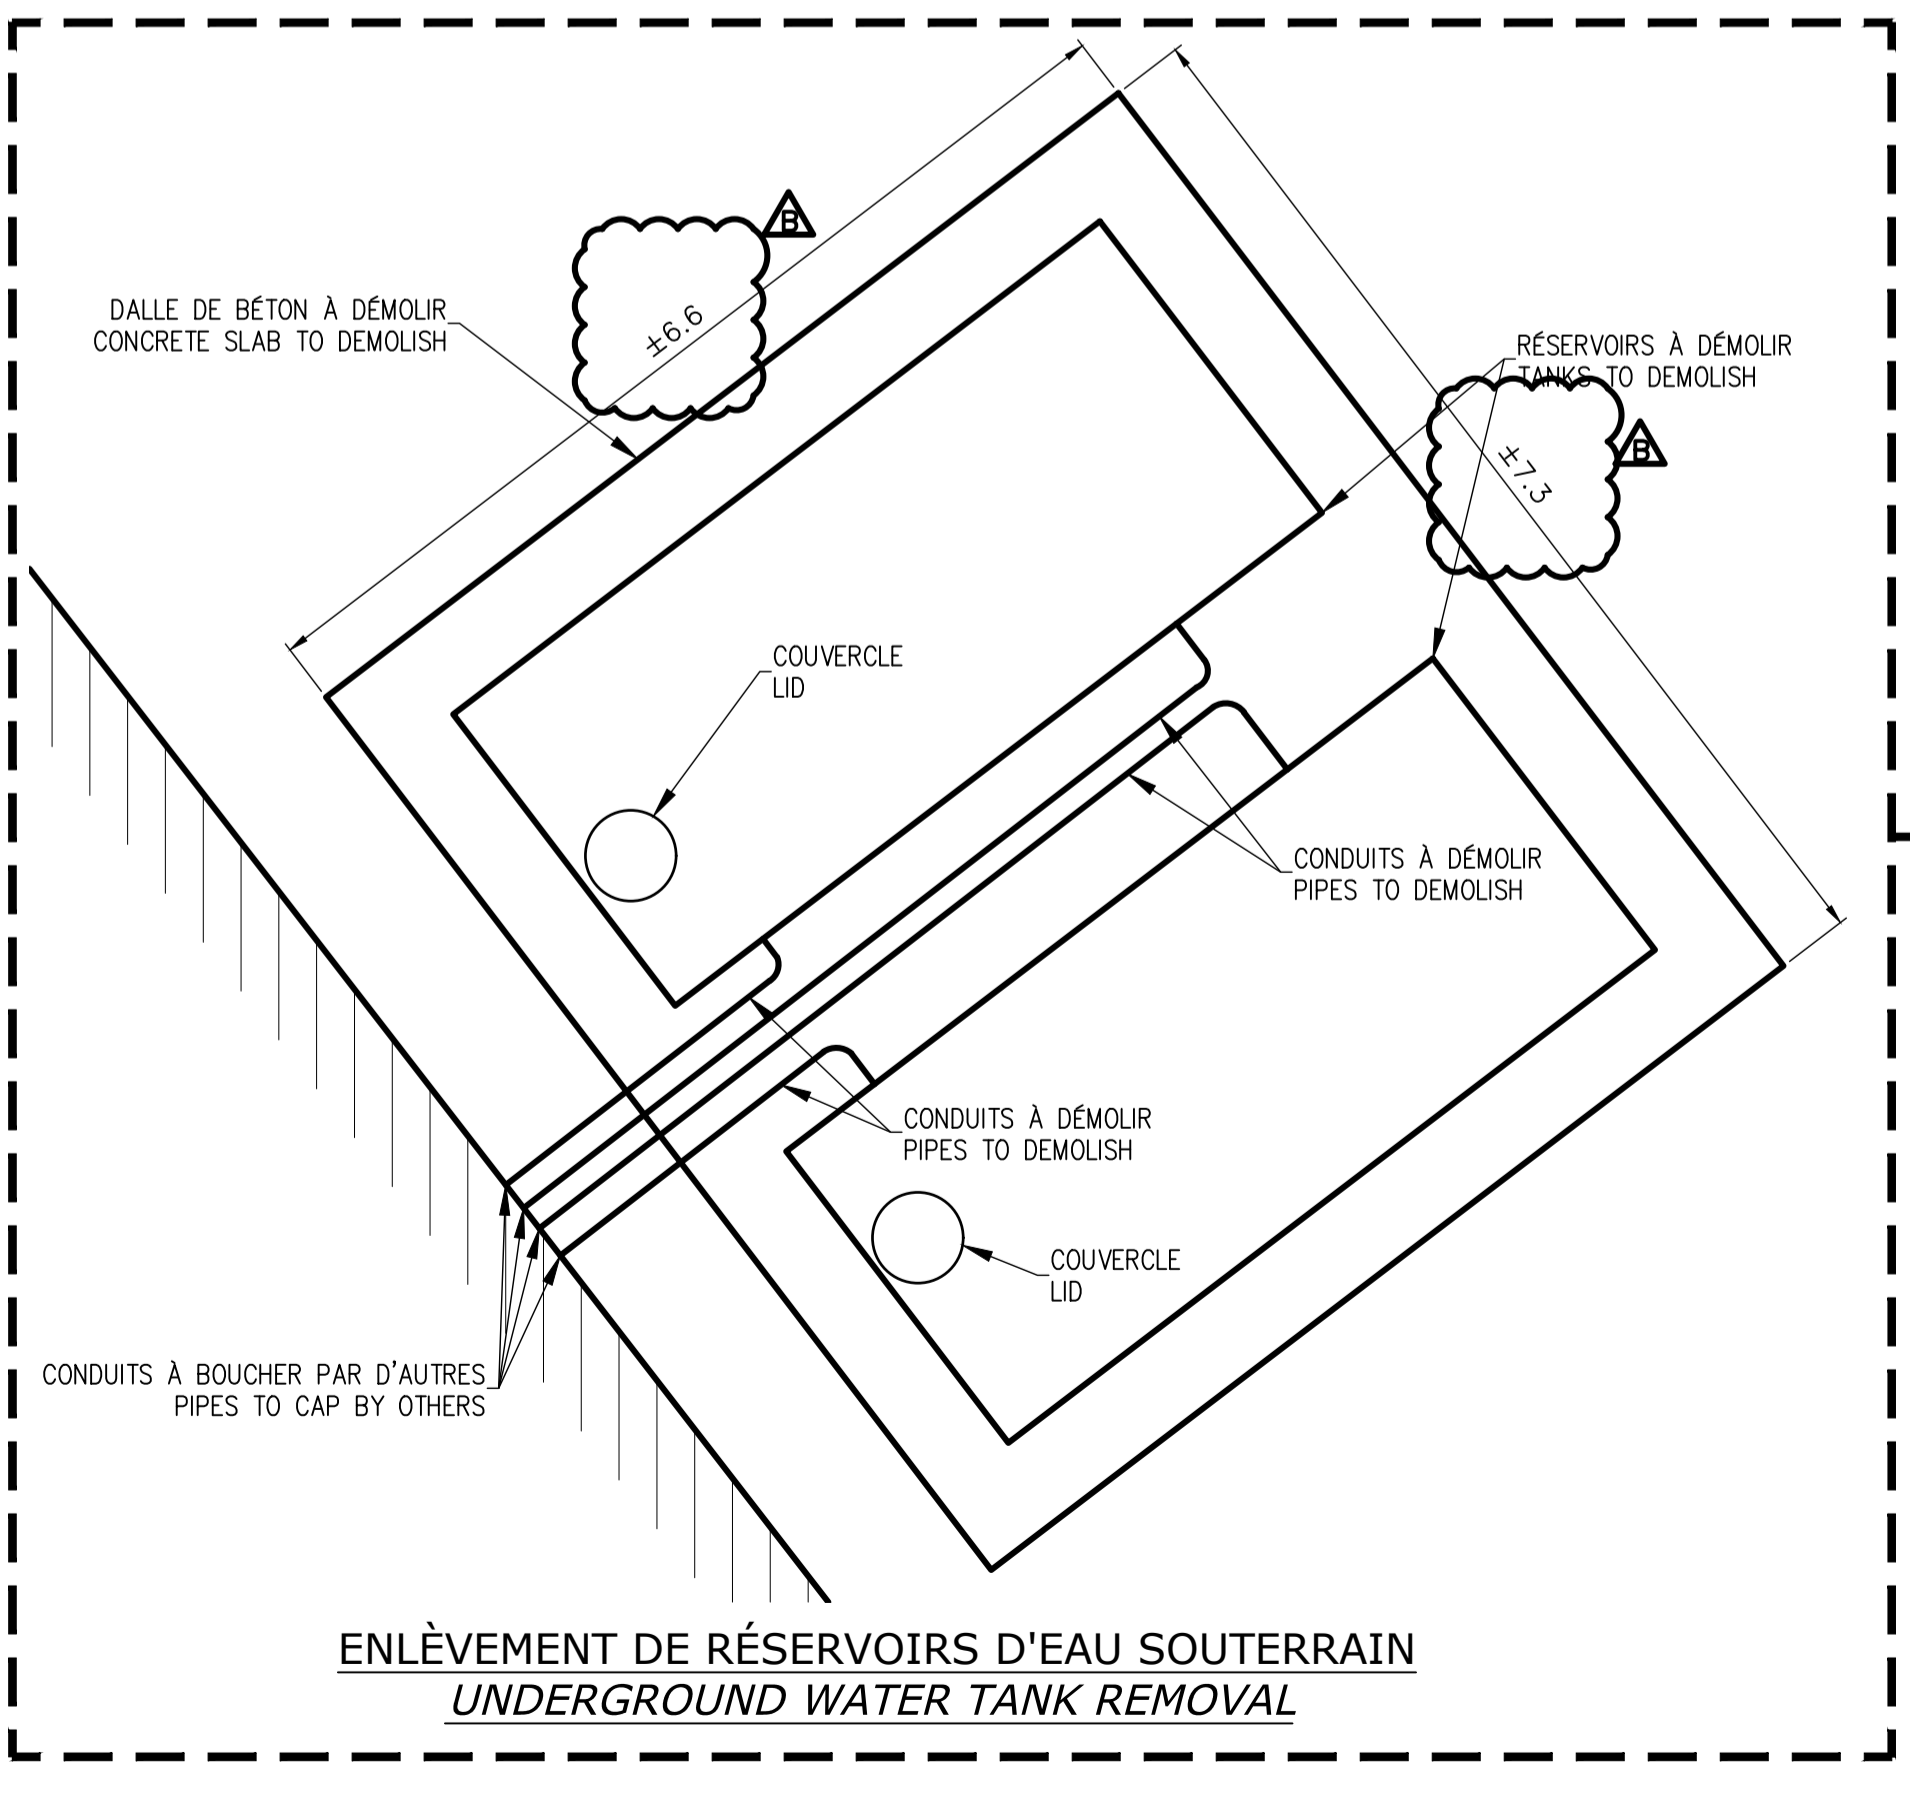 B
DALLE DE BÉTON À DÉMOLIR
CONCRETE SLAB TO DEMOLISH
±6.6
RÉSERVOIRS À DÉMOLIR
TANKS TO DEMOLISH
B
±7.3
COUVERCLE
LID
CONDUITS À DÉMOLIR
PIPES TO DEMOLISH
CONDUITS À DÉMOLIR
PIPES TO DEMOLISH
COUVERCLE
LID
CONDUITS À BOUCHER PAR D'AUTRES
PIPES TO CAP BY OTHERS
ENLÈVEMENT DE RÉSERVOIRS D'EAU SOUTERRAIN
UNDERGROUND WATER TANK REMOVAL